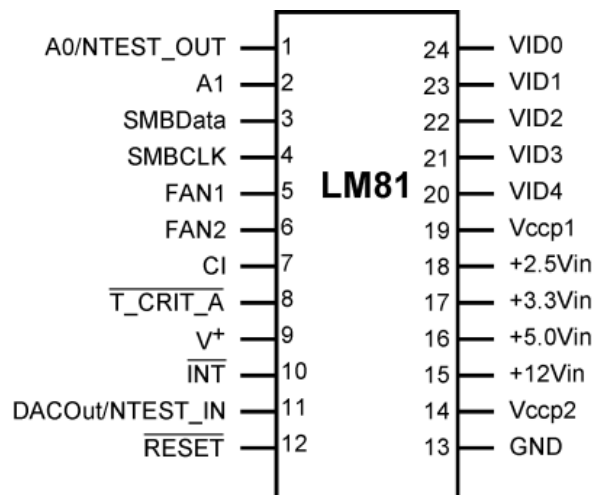 A0/NTEST_OUT 1 24 VID0
A1 2 23 VID1
SMBData 3 22 VID2
SMBCLK 4 21 VID3
FAN1 5 LM81 20 VID4
FAN2 6 19 Vccp1
CI 7 18 +2.5Vin
T_CRIT_A 8 17 +3.3Vin
V+ 9 16 +5.0Vin
INT 10 15 +12Vin
DACOut/NTEST_IN 11 14 Vccp2
RESET 12 13 GND